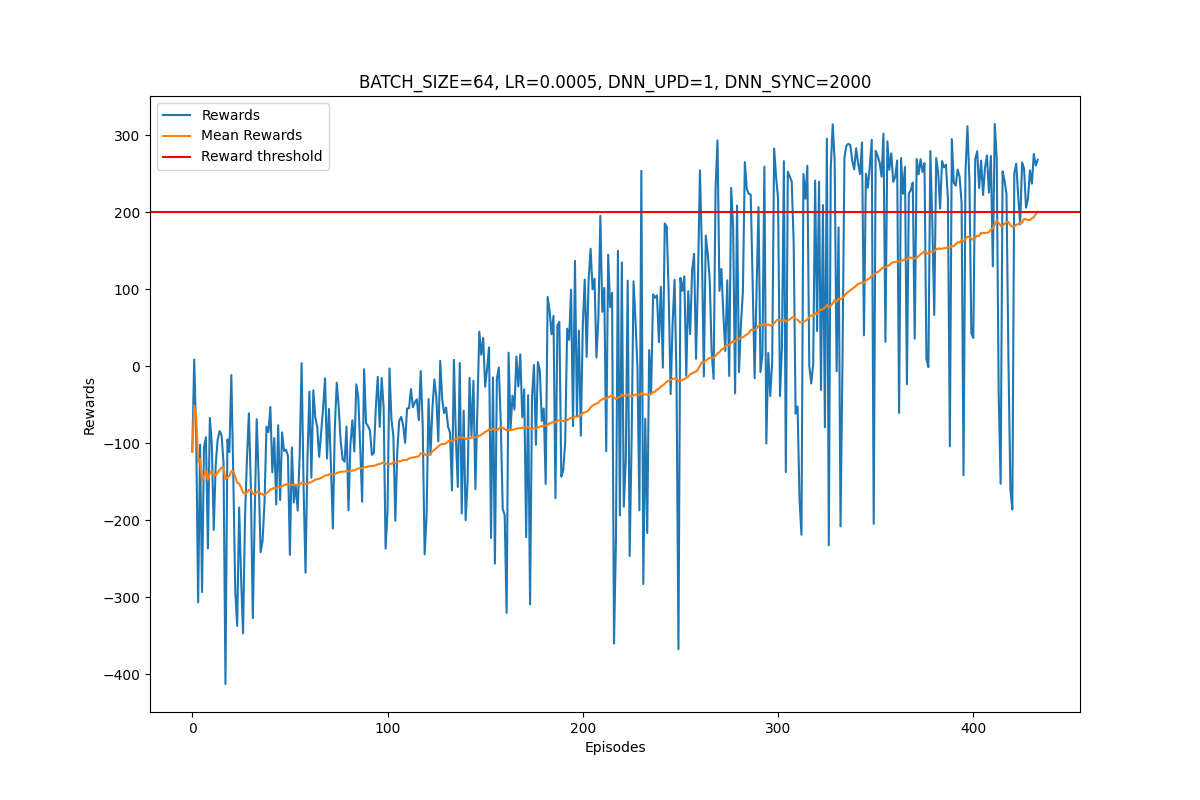 BATCH_SIZE=64, LR=0.0005, DNN_UPD=1, DNN_SYNC=2000
Rewards
Mean Rewards
Reward threshold
300
200
100
0
−100
−200
−300
−400
Rewards
0
100
200
300
400
Episodes